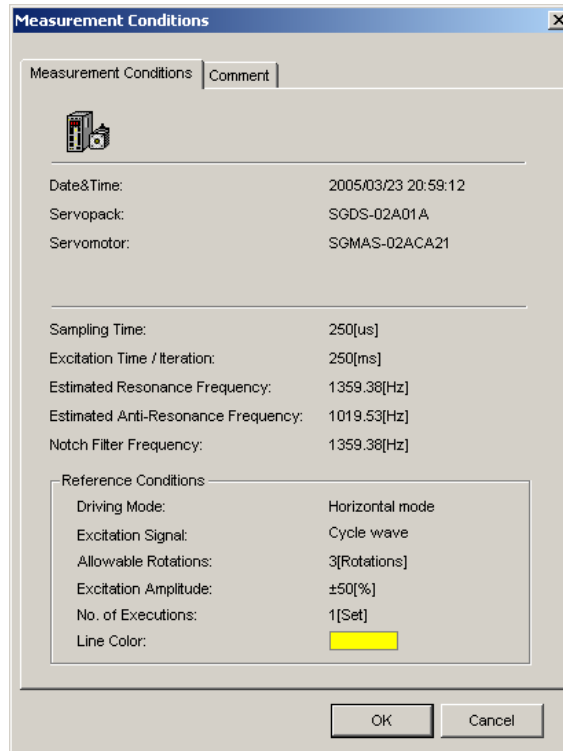 Measurement Conditions
Measurement Conditions Comment
Date&Time: 2005/03/23 20:59:12
Servopack: SGDS-02A01A
Servomotor: SGMAS-02ACA21
Sampling Time: 250[us]
Excitation Time / Iteration: 250[ms]
Estimated Resonance Frequency: 1359.38[Hz]
Estimated Anti-Resonance Frequency: 1019.53[Hz]
Notch Filter Frequency: 1359.38[Hz]
Reference Conditions
Driving Mode: Horizontal mode
Excitation Signal: Cycle wave
Allowable Rotations: 3[Rotations]
Excitation Amplitude: ±50[%]
No. of Executions: 1[Set]
Line Color:
OK Cancel